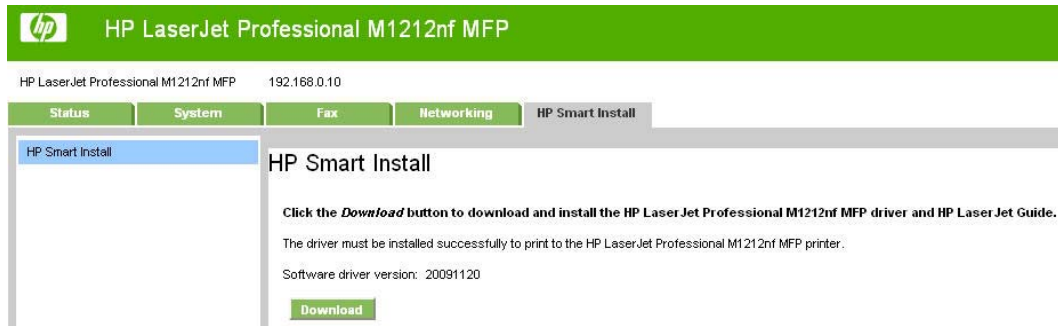 hp HP LaserJet Professional M1212nf MFP
HP LaserJet Professional M1212nf MFP 192.168.0.10
Status System Fax Networking HP Smart Install
HP Smart Install
HP Smart Install
Click the Download button to download and install the HP LaserJet Professional M1212nf MFP driver and HP LaserJet Guide.
The driver must be installed successfully to print to the HP LaserJet Professional M1212nf MFP printer.
Software driver version: 20091120
Download